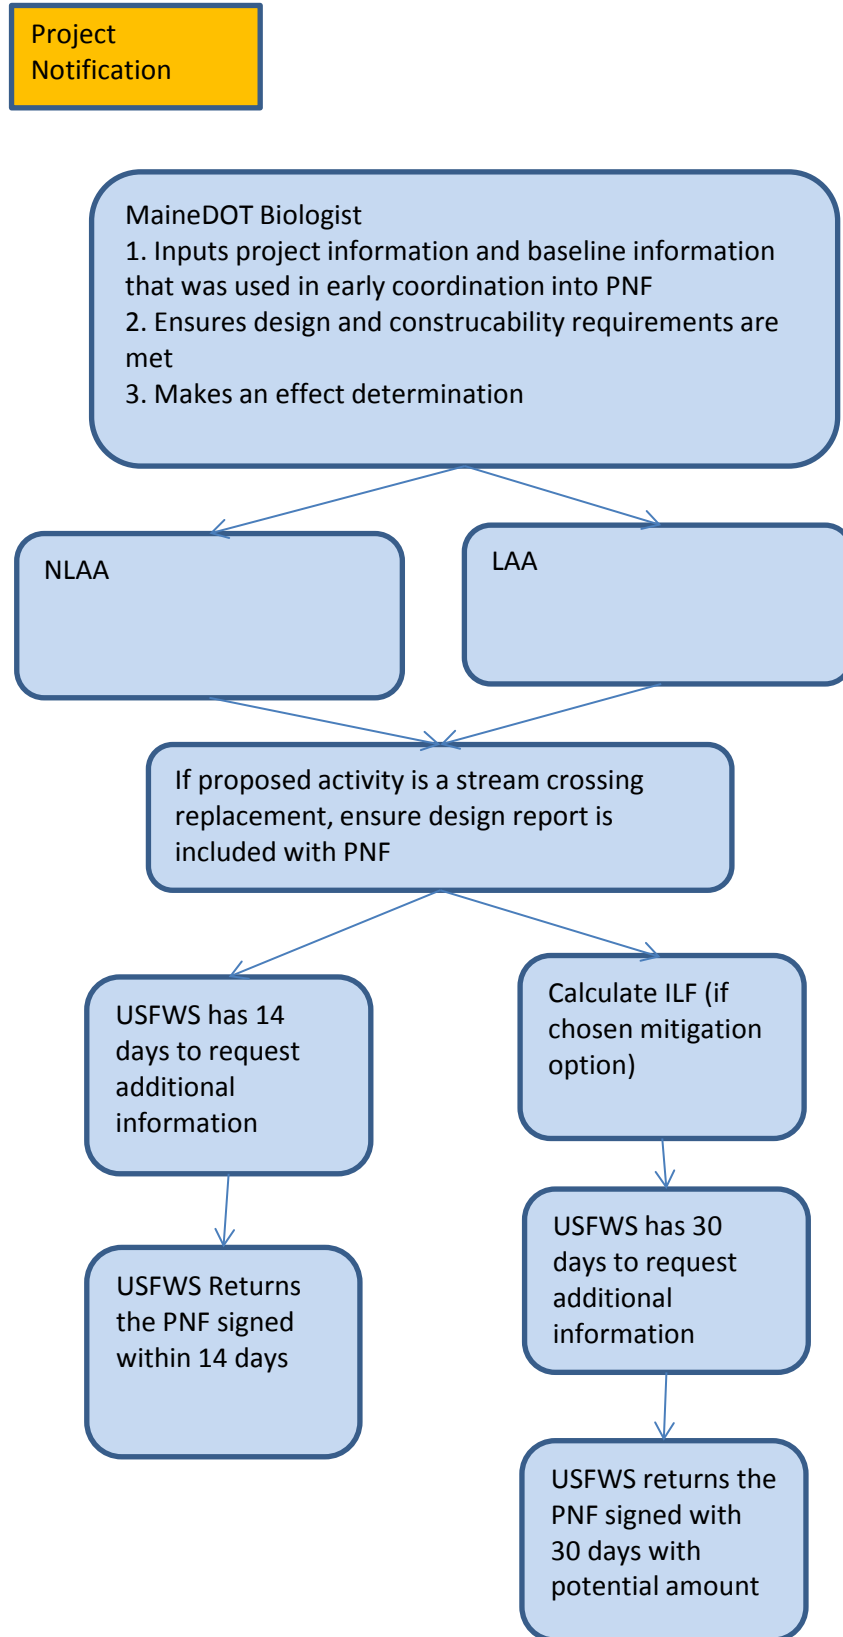 Project
Notification
MaineDOT Biologist
1. Inputs project information and baseline information
that was used in early coordination into PNF
2. Ensures design and construcability requirements are
met
3. Makes an effect determination
NLAA
LAA
If proposed activity is a stream crossing
replacement, ensure design report is
included with PNF
USFWS has 14
days to request
additional
information
USFWS Returns
the PNF signed
within 14 days
Calculate ILF (if
chosen mitigation
option)
USFWS has 30
days to request
additional
information
USFWS returns the
PNF signed with
30 days with
potential amount